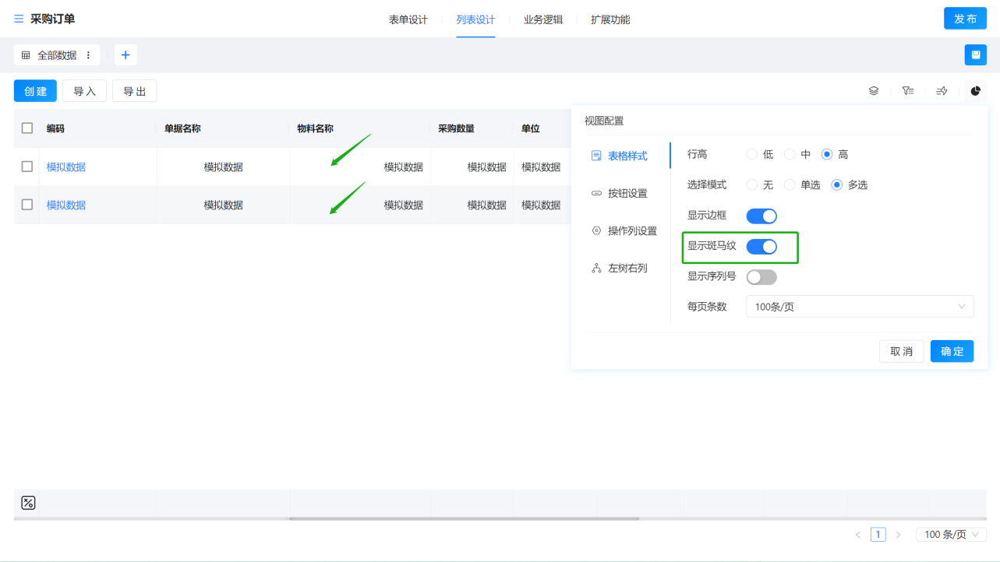 采购订单
表单设计 列表设计 业务逻辑 扩展功能
发布
全部数据
创建 导入 导出
编码 单据名称 物料名称 采购数量 单位
模拟数据 模拟数据 模拟数据 模拟数据 模拟数据
模拟数据 模拟数据 模拟数据 模拟数据 模拟数据
视图配置
表格样式
按钮设置
操作列设置
左树右列
行高 低 中 高
选择模式 无 单选 多选
显示边框
显示斑马纹
显示序列号
每页条数 100条/页
取消 确定
1 100 条/页